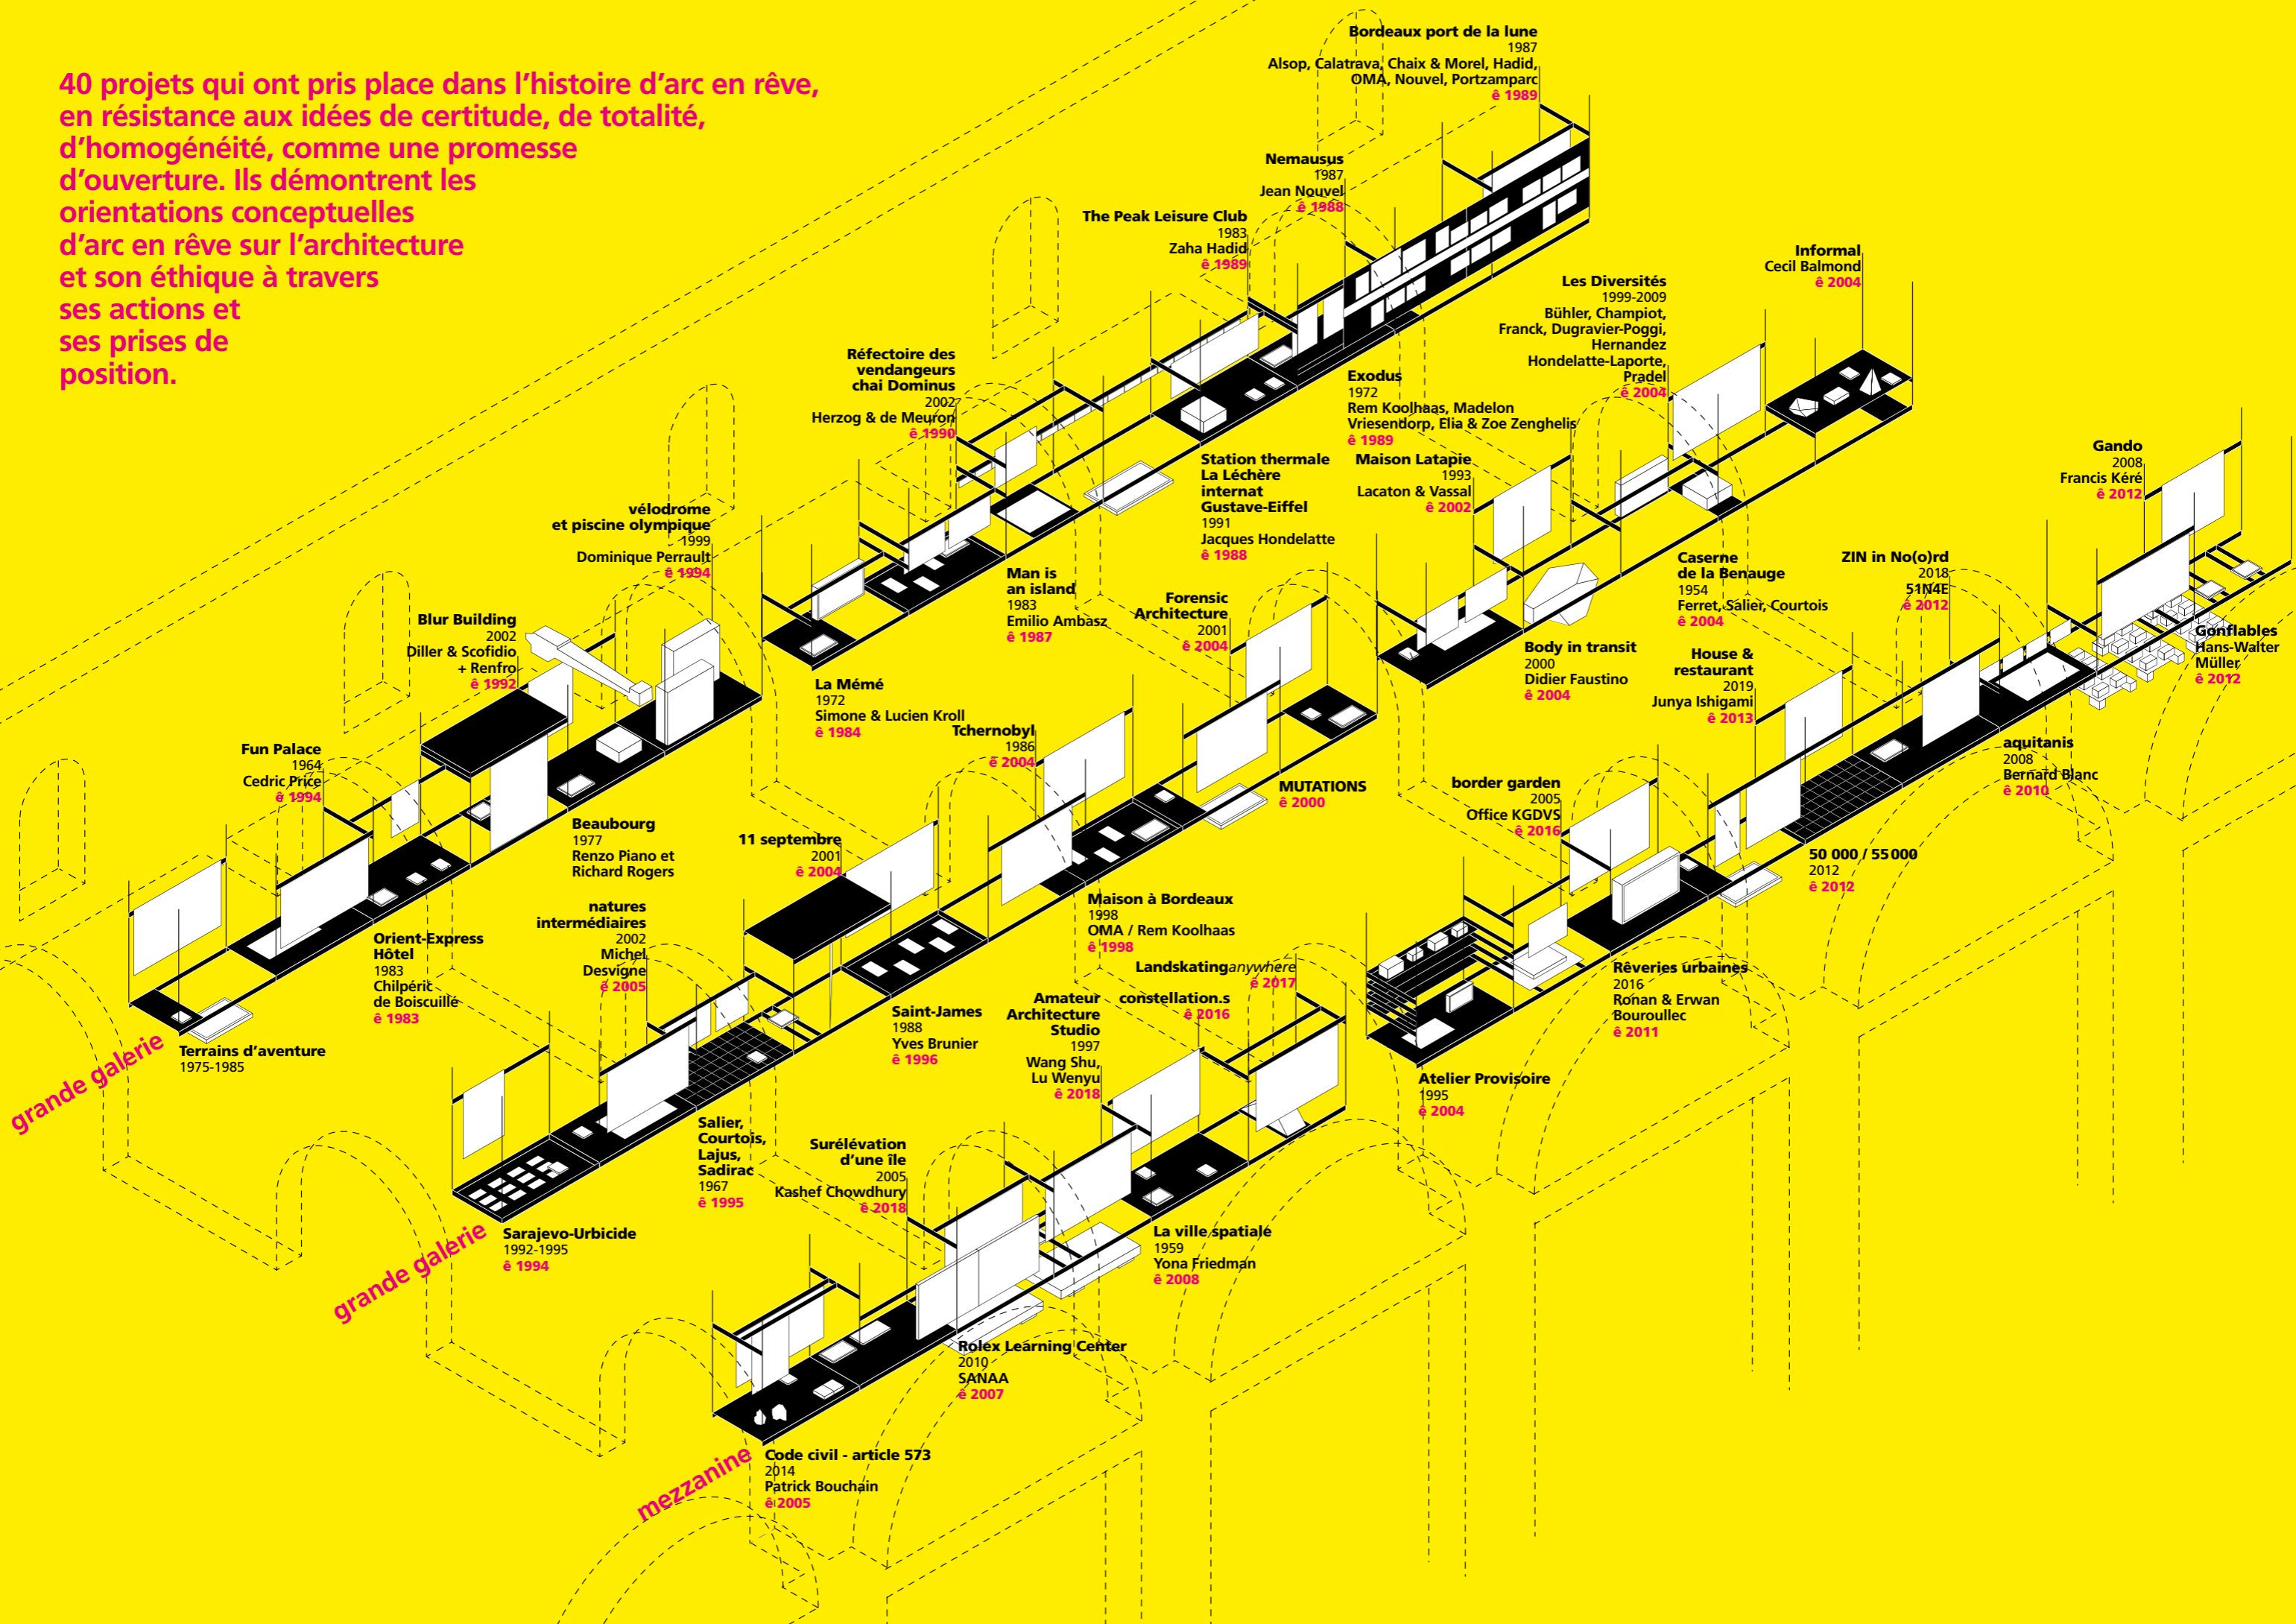 40 projets qui ont pris place dans l’histoire d’arc en rêve,
en résistance aux idées de certitude, de totalité,
d’homogénéité, comme une promesse
d’ouverture. Ils démontrent les
orientations conceptuelles
d’arc en rêve sur l’architecture
et son éthique à travers
ses actions et
ses prises de
position.
Bordeaux port de la lune
1987
Alsop, Calatrava, Chaix & Morel, Hadid,
OMA, Nouvel, Portzamparc
ê 1989
Nemausus
1987
Jean Nouvel
ê 1988
The Peak Leisure Club
1983
Zaha Hadid
ê 1989
Informal
Cecil Balmond
ê 2004
Les Diversités
1999-2009
Bühler, Champiot,
Franck, Dugravier-Poggi,
Hernandez
Hondelatte-Laporte,
Pradel
ê 2004
Réfectoire des
vendangeurs
chai Dominus
2002
Herzog & de Meuron
ê 1990
Exodus
1972
Rem Koolhaas, Madelon
Vriesendorp, Elia & Zoe Zenghelis
ê 1989
Station thermale
La Léchère
internat
Gustave-Eiffel
1991
Jacques Hondelatte
ê 1988
Maison Latapie
1993
Lacaton & Vassal
ê 2002
Gando
2008
Francis Kéré
ê 2012
vélodrome
et piscine olympique
1999
Dominique Perrault
ê 1994
Man is
an island
1983
Emilio Ambasz
ê 1987
Forensic
Architecture
2001
ê 2004
Caserne
de la Benauge
1954
Ferret, Salier, Courtois
ê 2004
ZIN in No(o)rd
2018
51N4E
ê 2012
Blur Building
2002
Diller & Scofidio
+ Renfro
ê 1992
Body in transit
2000
Didier Faustino
ê 2004
House &
restaurant
2019
Junya Ishigami
ê 2013
Gonflables
Hans-Walter
Müller
ê 2012
La Mémé
1972
Simone & Lucien Kroll
ê 1984
Tchernobyl
1986
ê 2004
Fun Palace
1964
Cedric Price
ê 1994
aquitanis
2008
Bernard Blanc
ê 2010
MUTATIONS
ê 2000
border garden
2005
Office KGDVS
ê 2016
Beaubourg
1977
Renzo Piano et
Richard Rogers
11 septembre
2001
ê 2004
50 000 / 55 000
2012
ê 2012
Maison à Bordeaux
1998
OMA / Rem Koolhaas
ê 1998
natures
intermédiaires
2002
Michel
Desvigne
ê 2005
Orient-Express
Hôtel
1983
Chilpéric
de Boiscuillé
ê 1983
Landskatinganywhere
ê 2017
Rêveries urbaines
2016
Ronan & Erwan
Bouroullec
ê 2011
Amateur
Architecture
Studio
1997
Wang Shu,
Lu Wenyu
ê 2018
constellation.s
ê 2016
Saint-James
1988
Yves Brunier
ê 1996
Terrains d’aventure
1975-1985
grande galerie
Atelier Provisoire
1995
ê 2004
Salier,
Courtois,
Lajus,
Sadirac
1967
ê 1995
Surélévation
d’une île
2005
Kashef Chowdhury
ê 2018
Sarajevo-Urbicide
1992-1995
ê 1994
grande galerie
La ville spatiale
1959
Yona Friedman
ê 2008
Rolex Learning Center
2010
SANAA
ê 2007
Code civil - article 573
2014
Patrick Bouchain
ê 2005
mezzanine